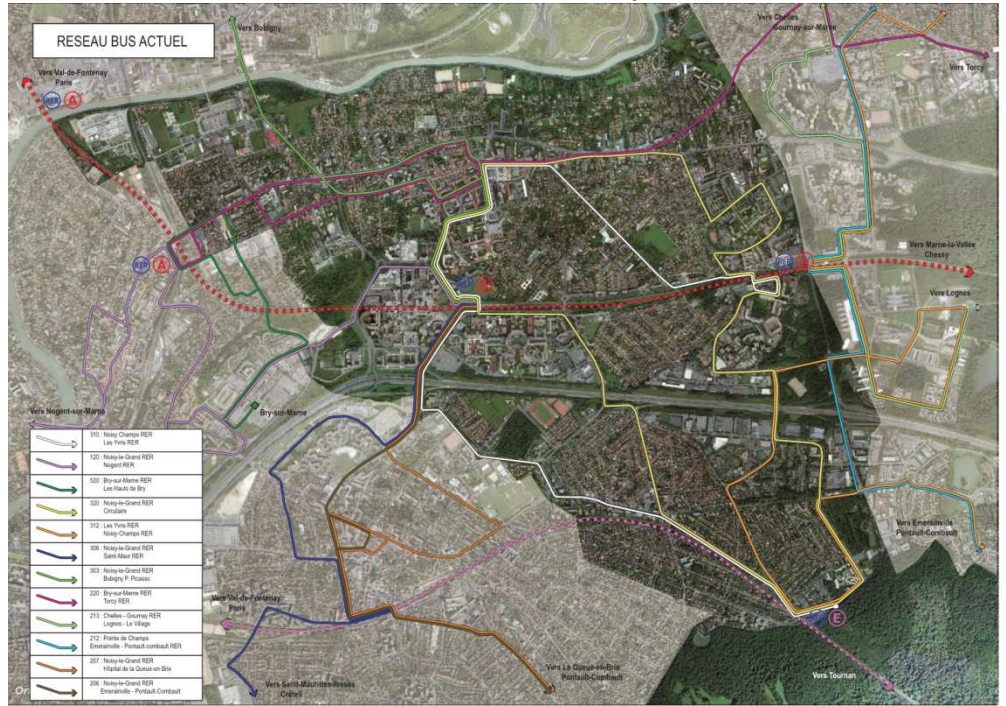 RESEAU BUS ACTUEL
Vers Bobigny
Vers Chelles
Gournay-sur-Marne
Vers Torcy
Vers Val-de-Fontenay
Paris
RER A
Vers Marne-la-Vallée
Chessy
RER A
A
Vers Lognes
Vers Nogent-sur-Marne
Bry-sur-Marne
310 : Noisy Champs RER
Les Yvris RER
120 : Noisy-le-Grand RER
Nogent RER
520 : Bry-sur-Marne RER
Les Hauts de Bry
320 : Noisy-le-Grand RER
Circulaire
312 : Les Yvris RER
Noisy-Champs RER
306 : Noisy-le-Grand RER
Saint-Maur RER
303 : Noisy-le-Grand RER
Bobigny P. Picasso
220 : Bry-sur-Marne RER
Torcy RER
213 : Chelles - Gournay RER
Lognes - Le Village
212 : Pointe de Champs
Emerainville - Pontault-combault RER
207 : Noisy-le-Grand RER
Hôpital de la Queue-en-Brie
206 : Noisy-le-Grand RER
Emerainville - Pontault-Combault
Vers Emerainville
Pontault-Combault
Vers Val-de-Fontenay
Paris
E
Vers La Queue-en-Brie
Pontault-Combault
Vers Tournan
Vers Saint-Maur-des-fossés
Créteil